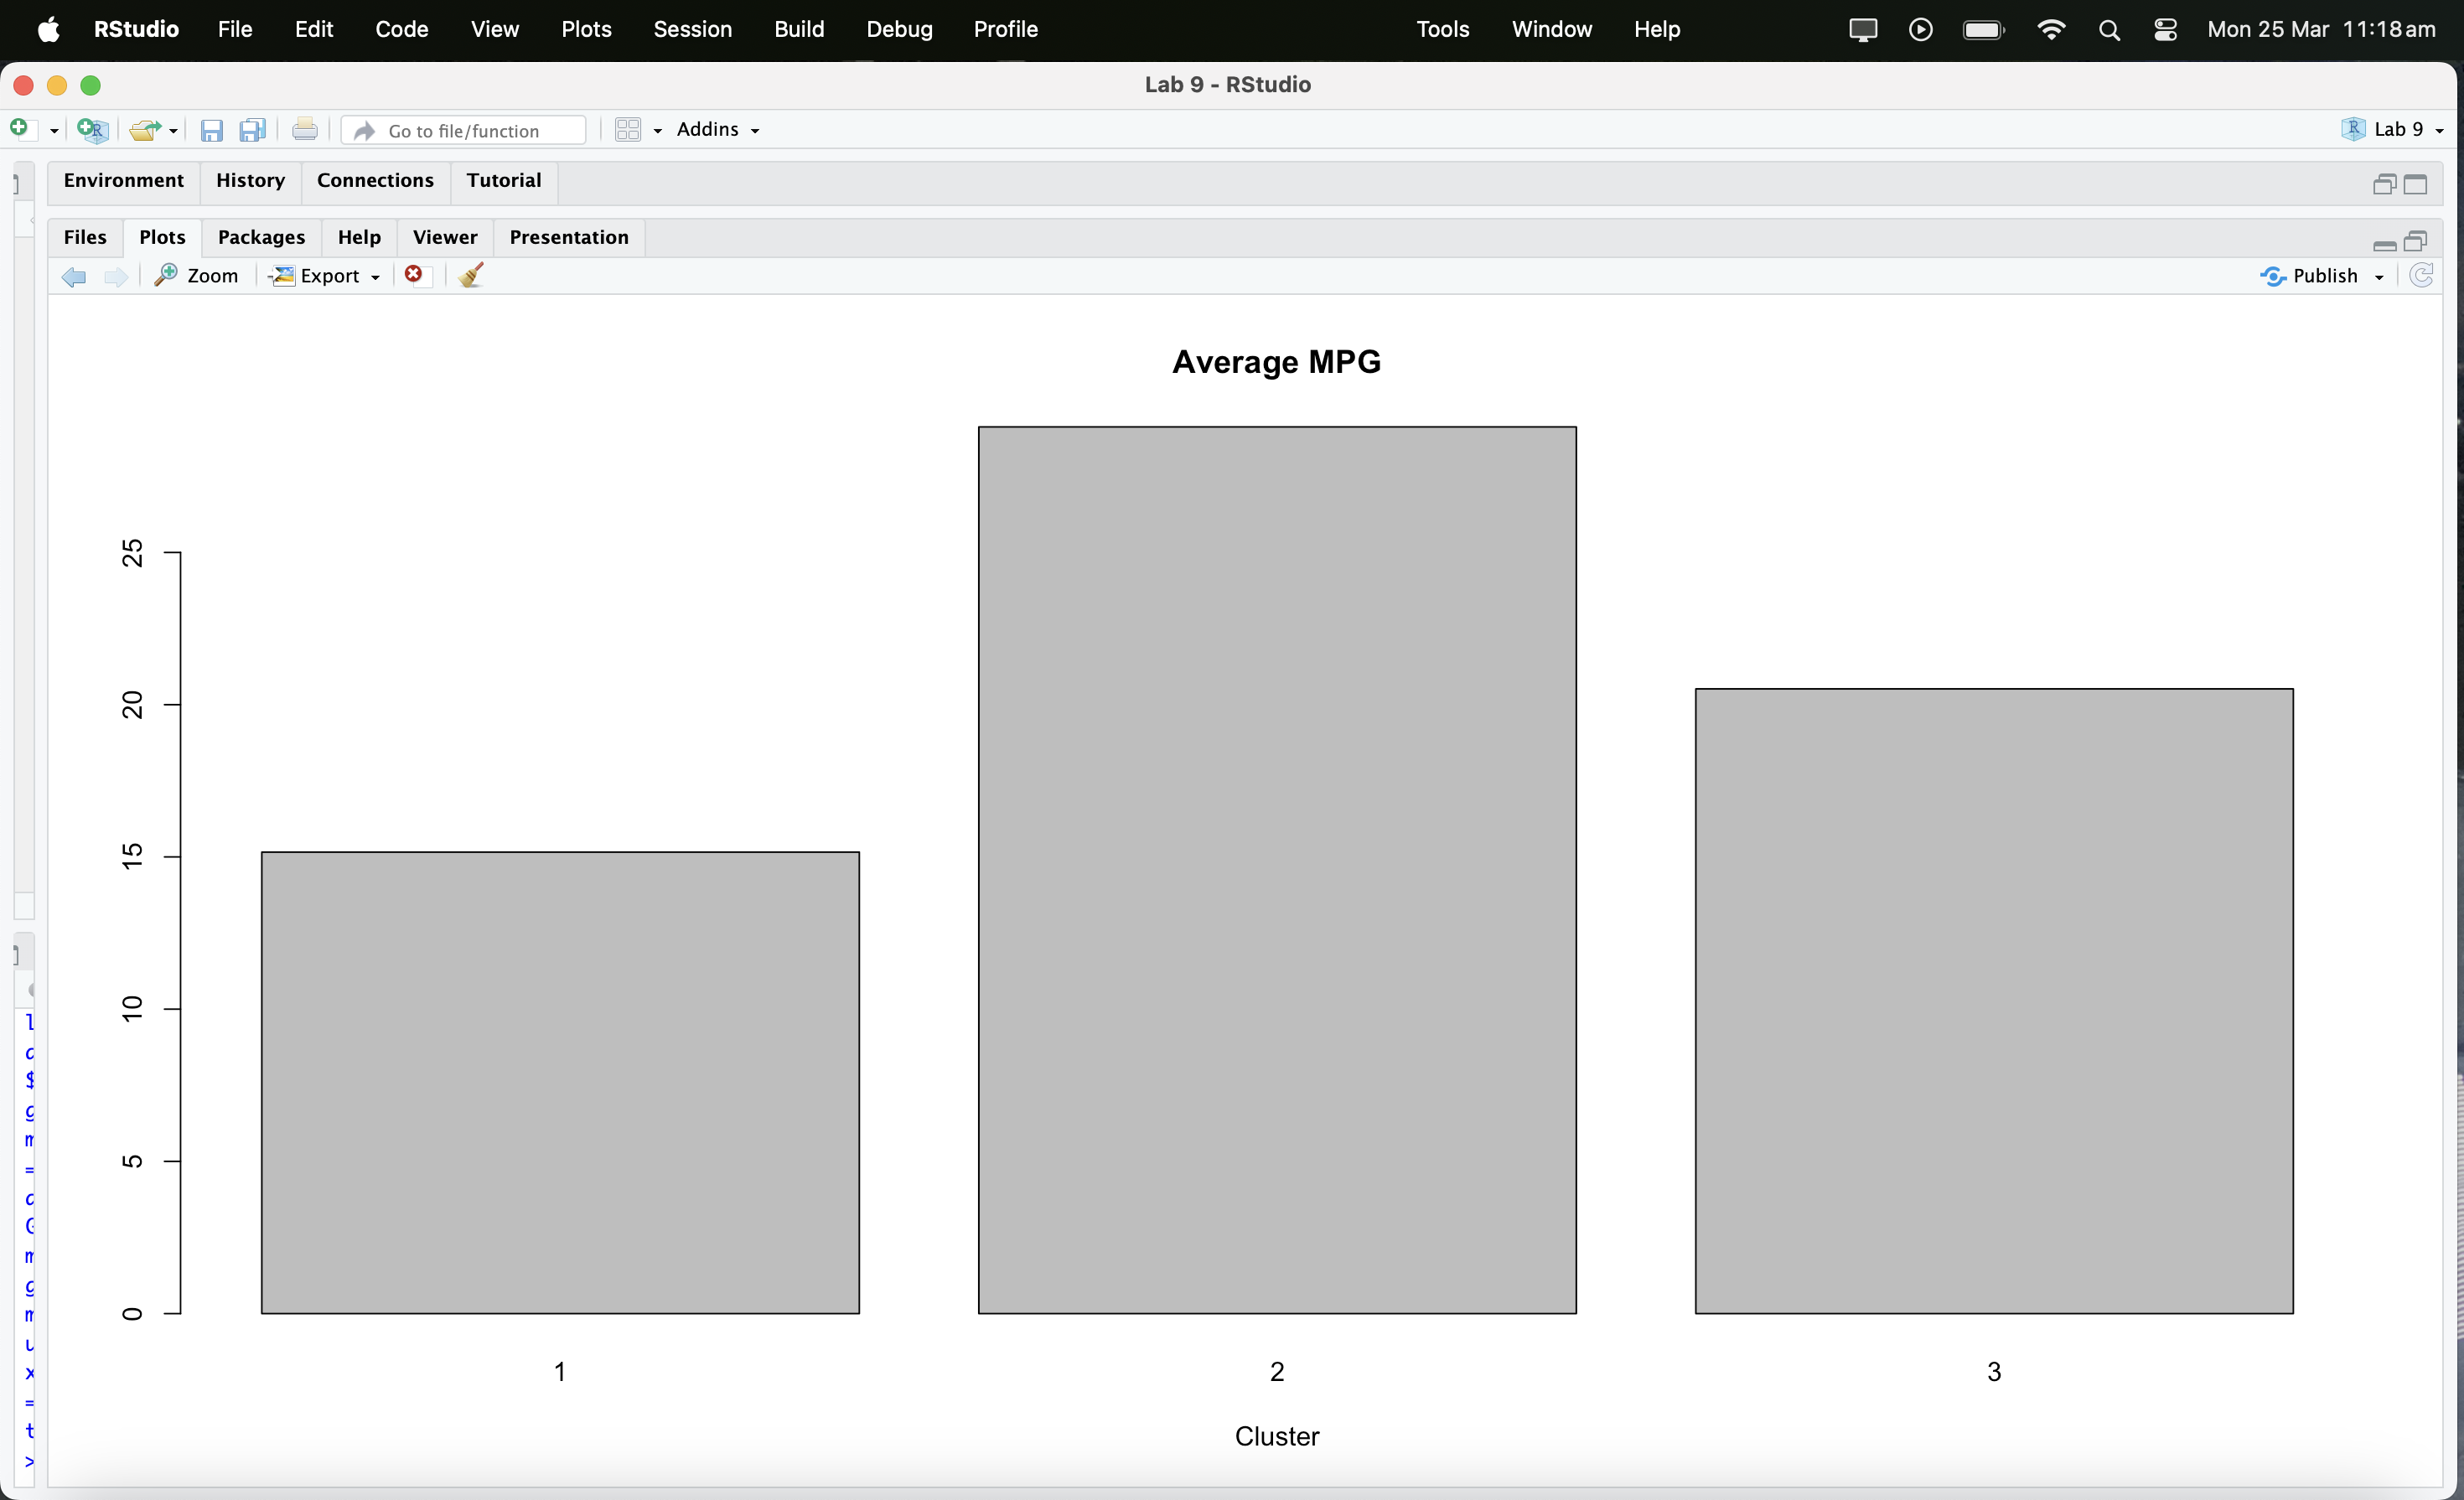 RStudio File Edit Code View Plots Session Build Debug Profile Tools Window Help Mon 25 Mar 11:18 am
Lab 9 - RStudio
Go to file/function Addins Lab 9
Environment History Connections Tutorial
Files Plots Packages Help Viewer Presentation
Zoom Export Publish
Average MPG
25
20
15
10
5
0
1 2 3
Cluster
$
g
m
=
m
g
m
u
x
=
t
>